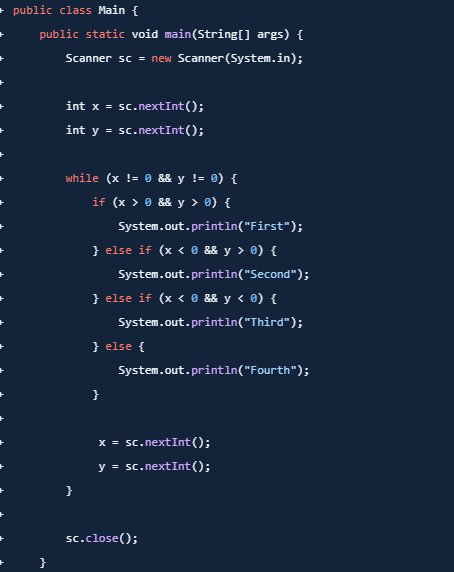 + public class Main {
+     public static void main(String[] args) {
+         Scanner sc = new Scanner(System.in);
+
+         int x = sc.nextInt();
+         int y = sc.nextInt();
+
+         while (x != 0 && y != 0) {
+             if (x > 0 && y > 0) {
+                 System.out.println("First");
+             } else if (x < 0 && y > 0) {
+                 System.out.println("Second");
+             } else if (x < 0 && y < 0) {
+                 System.out.println("Third");
+             } else {
+                 System.out.println("Fourth");
+             }
+
+              x = sc.nextInt();
+              y = sc.nextInt();
+         }
+
+         sc.close();
+     }